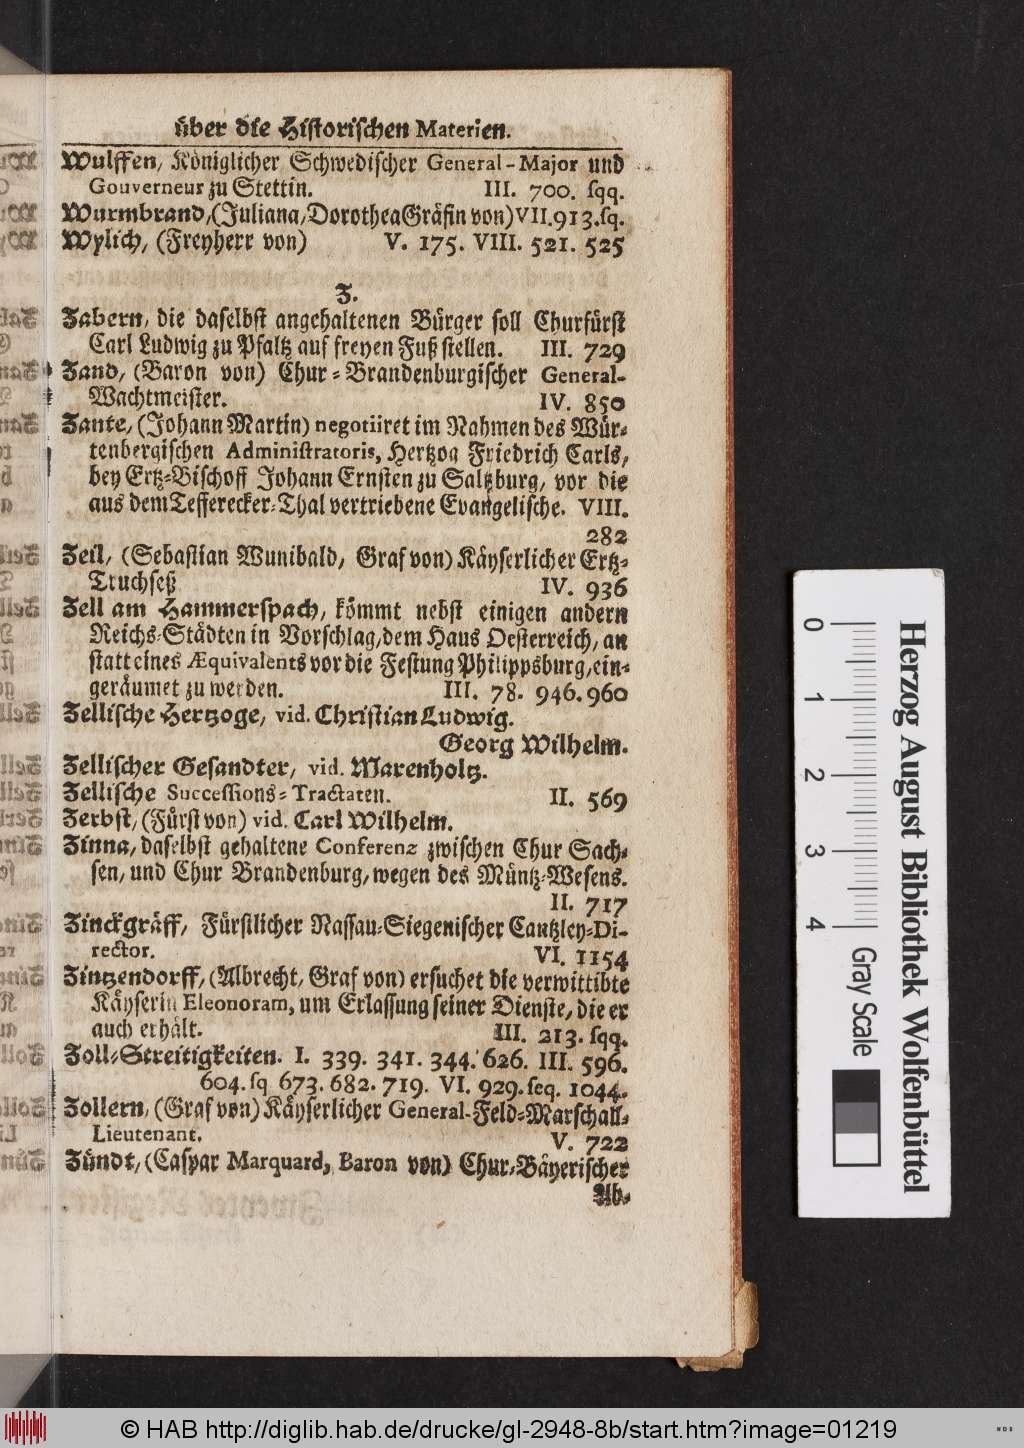 über die Historischen Materien.
Wulffen, Königlicher Schwedischer General-Major und
Gouverneur zu Stettin. III. 700. sqq.
Wurmbrand, (Juliana, Dorothea Gräfin von) VII. 913. sq.
Wylich, (Freyherr von) V. 175. VIII. 521. 525
Z.
Zabern, die daselbst angehaltenen Bürger soll Churfürst
Carl Ludwig zu Pfaltz auf freyen Fuß stellen. III. 729
Zand, (Baron von) Chur-Brandenburgischer General-
Wachtmeister. IV. 850
Zante, (Johann Martin) negotiiret im Nahmen des Wür-
tenbergischen Administratoris, Hertzog Friedrich Carls,
bey Ertz-Bischoff Johann Ernsten zu Saltzburg, vor die
aus dem Tefferecker-Thal vertriebene Evangelische. VIII.
282
Zeil, (Sebastian Wunibald, Graf von) Käyserlicher Ertz-
Truchseß IV. 936
Zell am Hammerspach, kömmt nebst einigen andern
Reichs-Städten in Vorschlag, dem Haus Oesterreich, an
statt eines Æquivalents vor die Festung Philippsburg, ein-
geräumet zu werden. III. 78. 946. 960
Zellische Hertzoge, vid. Christian Ludwig.
Georg Wilhelm.
Zellischer Gesandter, vid. Marenholtz.
Zellische Successions-Tractaten. II. 569
Zerbst, (Fürst von) vid. Carl Wilhelm.
Zinna, daselbst gehaltene Conferenz zwischen Chur Sach-
sen, und Chur Brandenburg, wegen des Müntz-Wesens.
II. 717
Zinckgräff, Fürstlicher Nassau-Siegenischer Cantzley-Di-
rector. VI. 1154
Zintzendorff, (Albrecht, Graf von) ersuchet die verwittibte
Käyserin Eleonoram, um Erlassung seiner Dienste, die er
auch erhält. III. 213. sqq.
Zoll-Streitigkeiten. I. 339. 341. 344. 626. III. 596.
604. sq 673. 682. 719. VI. 929. seq. 1044.
Zollern, (Graf von) Käyserlicher General-Feld-Marschall-
Lieutenant. V. 722
Zündt, (Caspar Marquard, Baron von) Chur-Bäyerischer
Ab-
0 1 2 3 4 Gray Scale
Herzog August Bibliothek Wolfenbüttel
© HAB http://diglib.hab.de/drucke/gl-2948-8b/start.htm?image=01219